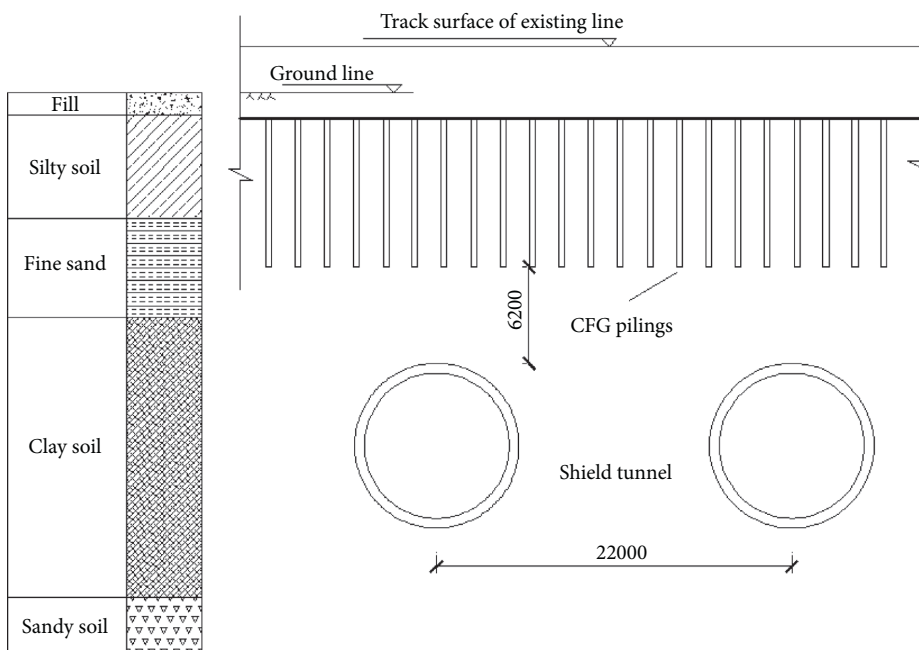 Track surface of existing line
Ground line
Fill
Silty soil
Fine sand
6200
CFG pilings
Clay soil
Shield tunnel
22000
Sandy soil